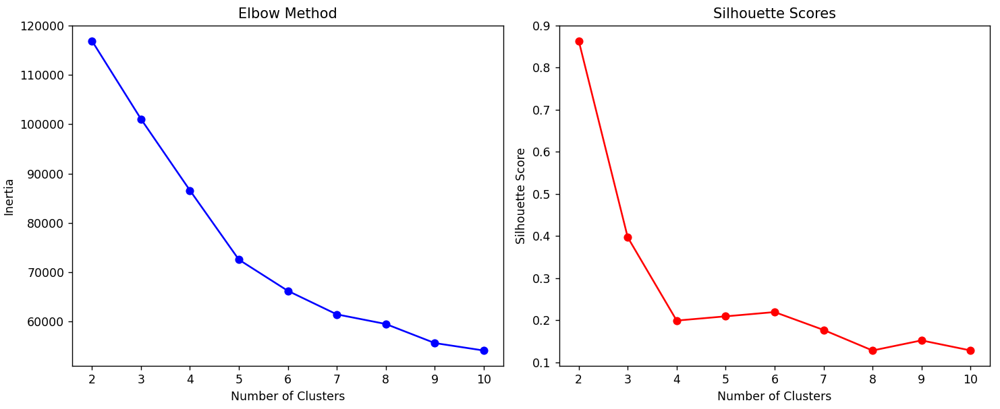 Elbow Method
120000
110000
100000
90000
80000
70000
60000
Inertia
2 3 4 5 6 7 8 9 10
Number of Clusters
Silhouette Scores
0.9
0.8
0.7
0.6
0.5
0.4
0.3
0.2
0.1
Silhouette Score
2 3 4 5 6 7 8 9 10
Number of Clusters